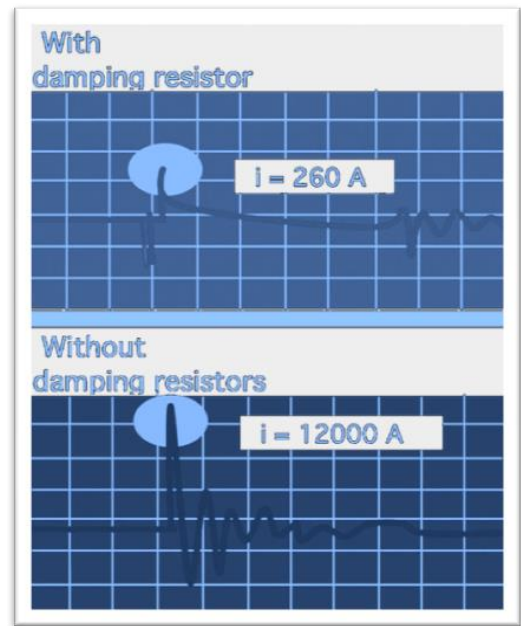 With
damping resistor
i = 260 A
Without
damping resistors
i = 12000 A